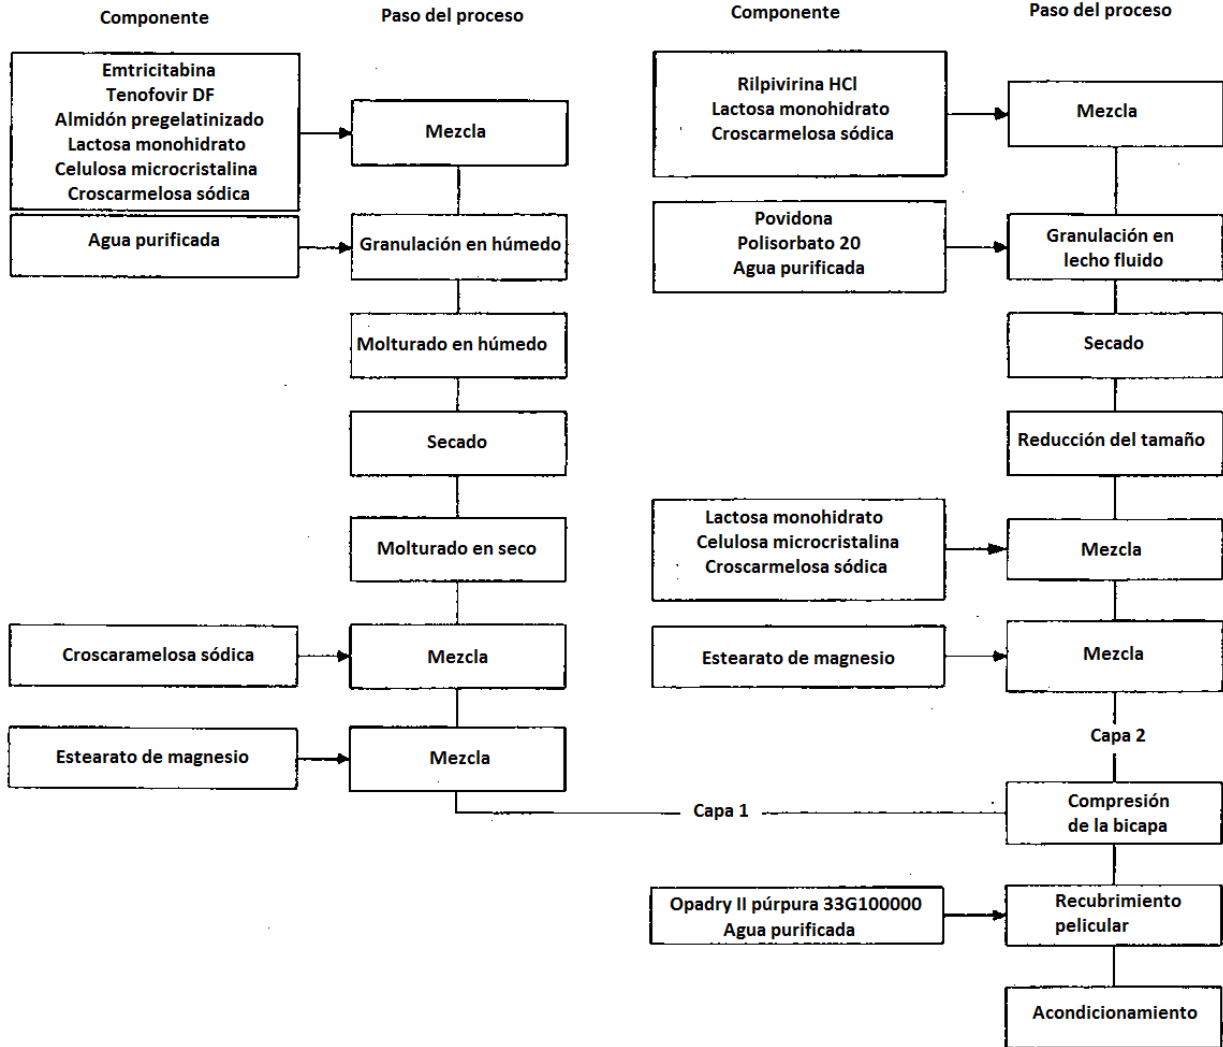 Componente
Paso del proceso
Emtricitabina
Tenofovir DF
Almidón pregelatinizado
Lactosa monohidrato
Celulosa microcristalina
Croscarmelosa sódica
Mezcla
Agua purificada
Granulación en húmedo
Molturado en húmedo
Secado
Molturado en seco
Croscaramelosa sódica
Mezcla
Estearato de magnesio
Mezcla
Capa 1
Componente
Paso del proceso
Rilpivirina HCl
Lactosa monohidrato
Croscarmelosa sódica
Mezcla
Povidona
Polisorbato 20
Agua purificada
Granulación en
lecho fluido
Secado
Reducción del tamaño
Lactosa monohidrato
Celulosa microcristalina
Croscarmelosa sódica
Mezcla
Estearato de magnesio
Mezcla
Capa 2
Compresión
de la bicapa
Opadry II púrpura 33G100000
Agua purificada
Recubrimiento
pelicular
Acondicionamiento